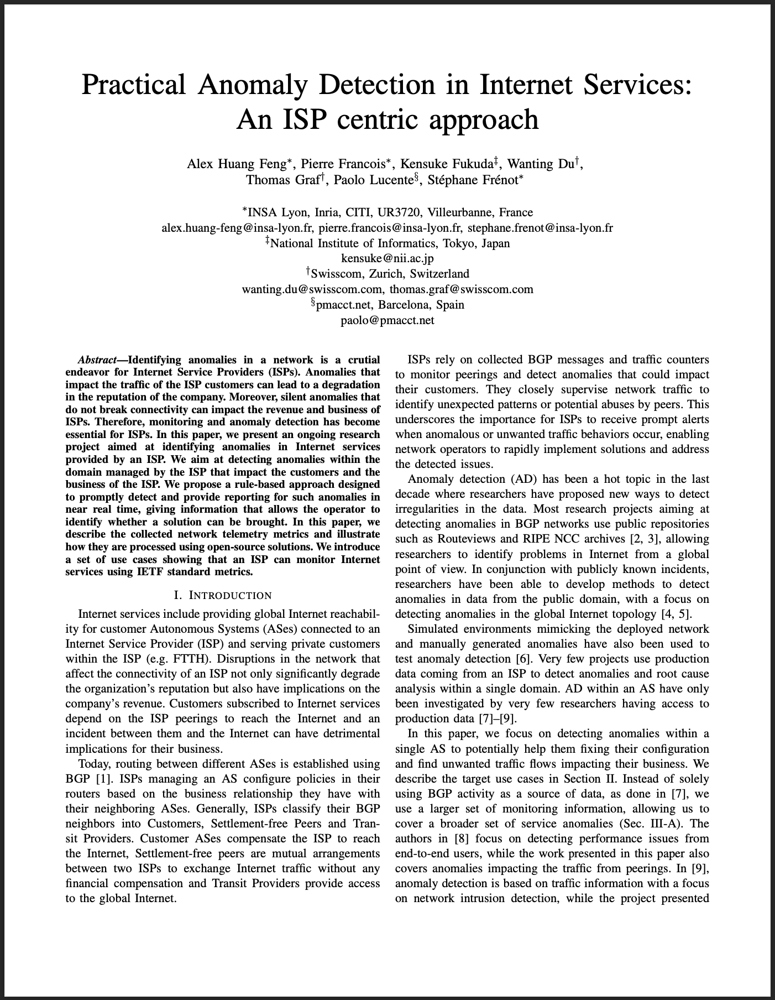 Practical Anomaly Detection in Internet Services:
An ISP centric approach
Alex Huang Feng*, Pierre Francois*, Kensuke Fukuda‡, Wanting Du†,
Thomas Graf†, Paolo Lucente§, Stéphane Frénot*
*INSA Lyon, Inria, CITI, UR3720, Villeurbanne, France
alex.huang-feng@insa-lyon.fr, pierre.francois@insa-lyon.fr, stephane.frenot@insa-lyon.fr
‡National Institute of Informatics, Tokyo, Japan
kensuke@nii.ac.jp
†Swisscom, Zurich, Switzerland
wanting.du@swisscom.com, thomas.graf@swisscom.com
§pmacct.net, Barcelona, Spain
paolo@pmacct.net
Abstract—Identifying anomalies in a network is a crutial
endeavor for Internet Service Providers (ISPs). Anomalies that
impact the traffic of the ISP customers can lead to a degradation
in the reputation of the company. Moreover, silent anomalies that
do not break connectivity can impact the revenue and business of
ISPs. Therefore, monitoring and anomaly detection has become
essential for ISPs. In this paper, we present an ongoing research
project aimed at identifying anomalies in Internet services
provided by an ISP. We aim at detecting anomalies within the
domain managed by the ISP that impact the customers and the
business of the ISP. We propose a rule-based approach designed
to promptly detect and provide reporting for such anomalies in
near real time, giving information that allows the operator to
identify whether a solution can be brought. In this paper, we
describe the collected network telemetry metrics and illustrate
how they are processed using open-source solutions. We introduce
a set of use cases showing that an ISP can monitor Internet
services using IETF standard metrics.
I. INTRODUCTION
Internet services include providing global Internet reachabil-
ity for customer Autonomous Systems (ASes) connected to an
Internet Service Provider (ISP) and serving private customers
within the ISP (e.g. FTTH). Disruptions in the network that
affect the connectivity of an ISP not only significantly degrade
the organization's reputation but also have implications on the
company's revenue. Customers subscribed to Internet services
depend on the ISP peerings to reach the Internet and an
incident between them and the Internet can have detrimental
implications for their business.
Today, routing between different ASes is established using
BGP [1]. ISPs managing an AS configure policies in their
routers based on the business relationship they have with
their neighboring ASes. Generally, ISPs classify their BGP
neighbors into Customers, Settlement-free Peers and Tran-
sit Providers. Customer ASes compensate the ISP to reach
the Internet, Settlement-free peers are mutual arrangements
between two ISPs to exchange Internet traffic without any
financial compensation and Transit Providers provide access
to the global Internet.
ISPs rely on collected BGP messages and traffic counters
to monitor peerings and detect anomalies that could impact
their customers. They closely supervise network traffic to
identify unexpected patterns or potential abuses by peers. This
underscores the importance for ISPs to receive prompt alerts
when anomalous or unwanted traffic behaviors occur, enabling
network operators to rapidly implement solutions and address
the detected issues.
Anomaly detection (AD) has been a hot topic in the last
decade where researchers have proposed new ways to detect
irregularities in the data. Most research projects aiming at
detecting anomalies in BGP networks use public repositories
such as Routeviews and RIPE NCC archives [2, 3], allowing
researchers to identify problems in Internet from a global
point of view. In conjunction with publicly known incidents,
researchers have been able to develop methods to detect
anomalies in data from the public domain, with a focus on
detecting anomalies in the global Internet topology [4, 5].
Simulated environments mimicking the deployed network
and manually generated anomalies have also been used to
test anomaly detection [6]. Very few projects use production
data coming from an ISP to detect anomalies and root cause
analysis within a single domain. AD within an AS have only
been investigated by very few researchers having access to
production data [7]–[9].
In this paper, we focus on detecting anomalies within a
single AS to potentially help them fixing their configuration
and find unwanted traffic flows impacting their business. We
describe the target use cases in Section II. Instead of solely
using BGP activity as a source of data, as done in [7], we
use a larger set of monitoring information, allowing us to
cover a broader set of service anomalies (Sec. III-A). The
authors in [8] focus on detecting performance issues from
end-to-end users, while the work presented in this paper also
covers anomalies impacting the traffic from peerings. In [9],
anomaly detection is based on traffic information with a focus
on network intrusion detection, while the project presented